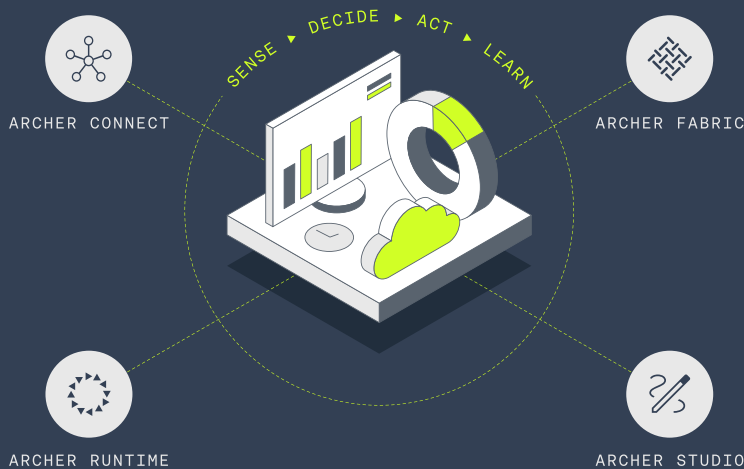 SENSE ▸ DECIDE ▸ ACT ▸ LEARN
ARCHER CONNECT
ARCHER FABRIC
ARCHER RUNTIME
ARCHER STUDIO